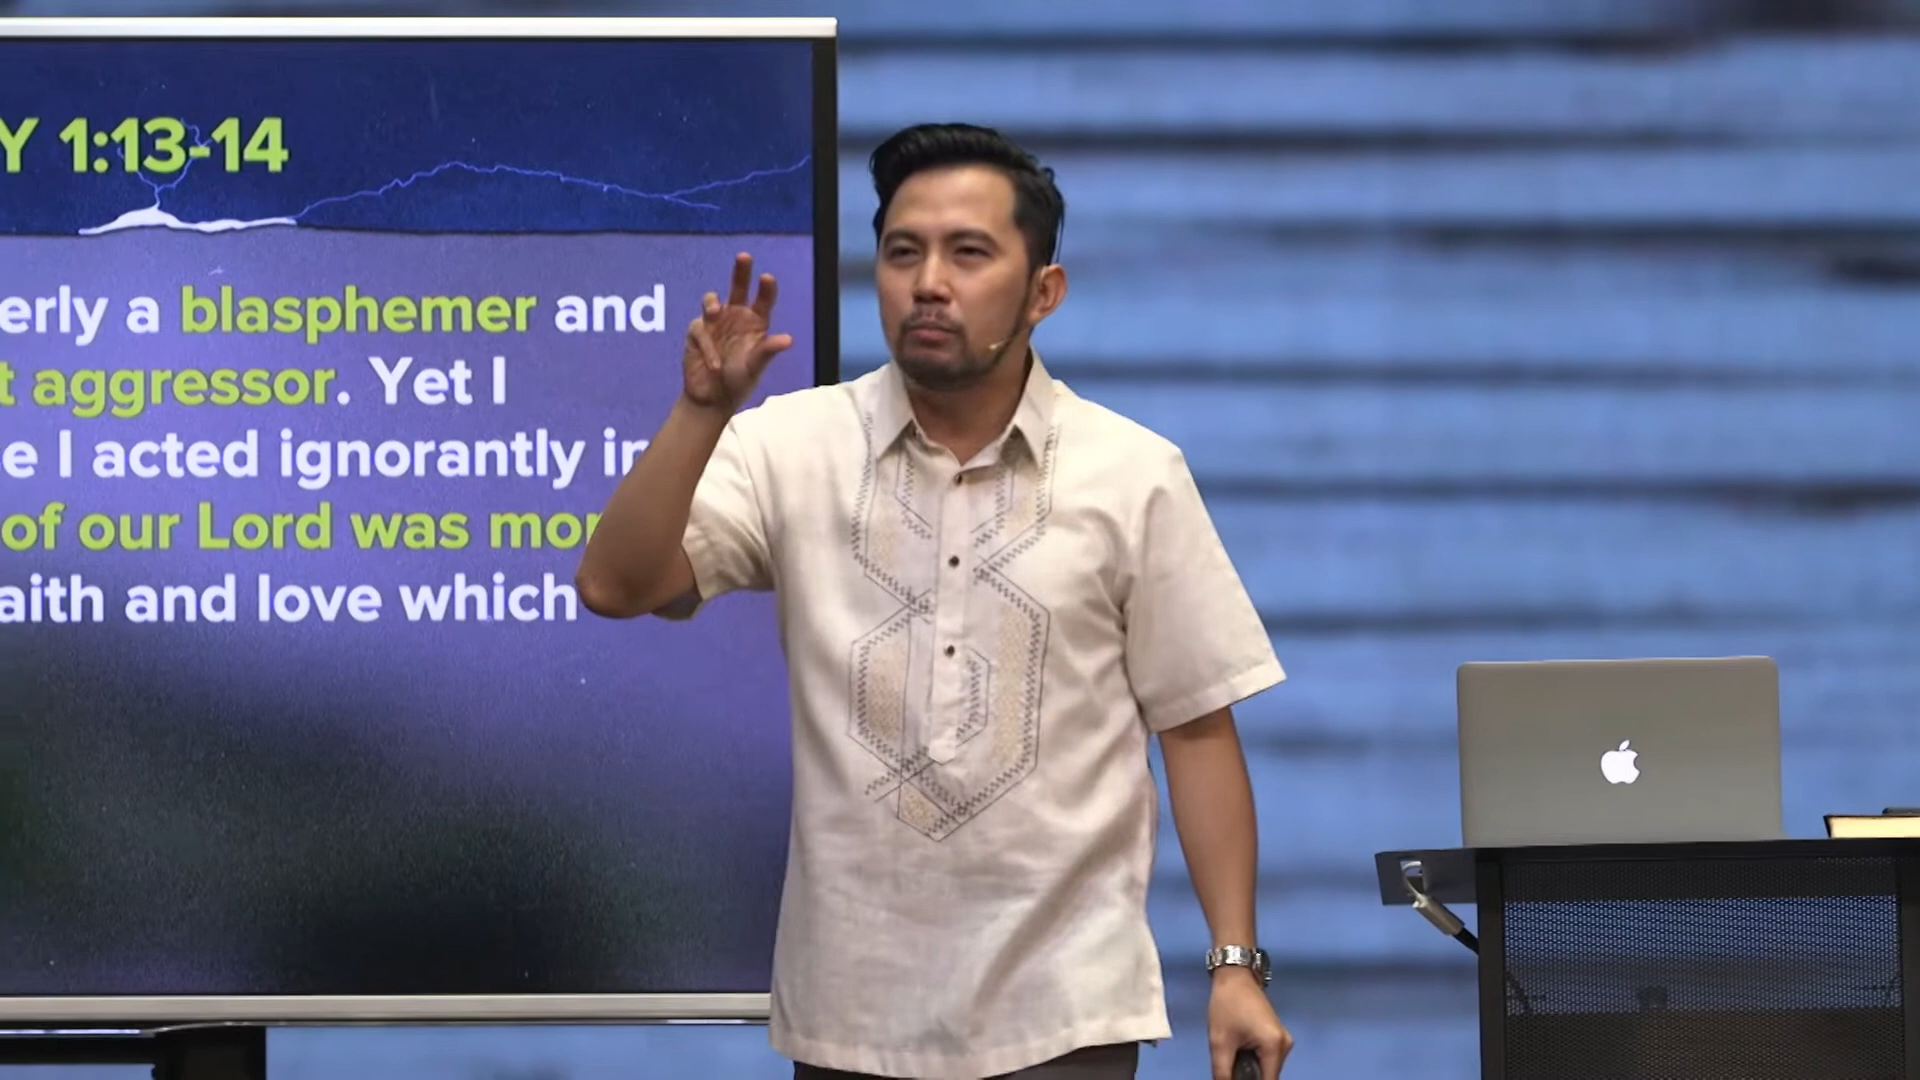 Y 1:13-14
erly a blasphemer and
t aggressor. Yet I
e I acted ignorantly in
of our Lord was mor
aith and love which